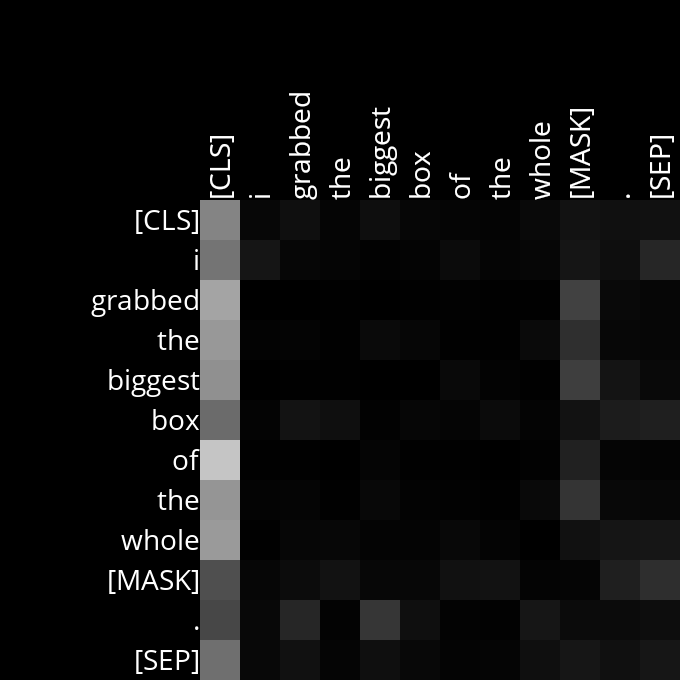 [CLS] i grabbed the biggest box of the whole [MASK] . [SEP]
[CLS]
i
grabbed
the
biggest
box
of
the
whole
[MASK]
.
[SEP]